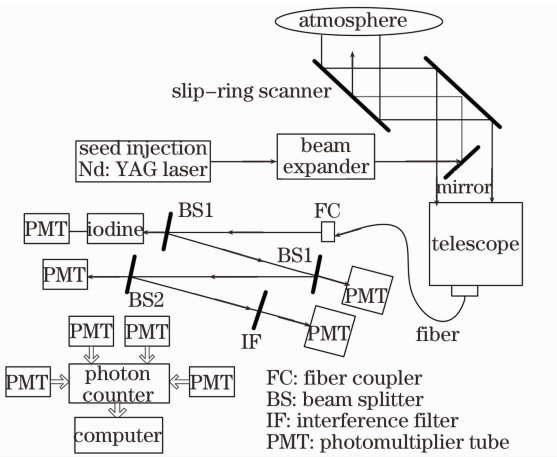 atmosphere
slip-ring scanner
seed injection
Nd: YAG laser
beam
expander
mirror
telescope
BS1
FC
PMT
iodine
BS1
PMT
BS2
PMT
IF
PMT
fiber
PMT
PMT
PMT
photon
counter
PMT
computer
FC: fiber coupler
BS: beam splitter
IF: interference filter
PMT: photomultiplier tube